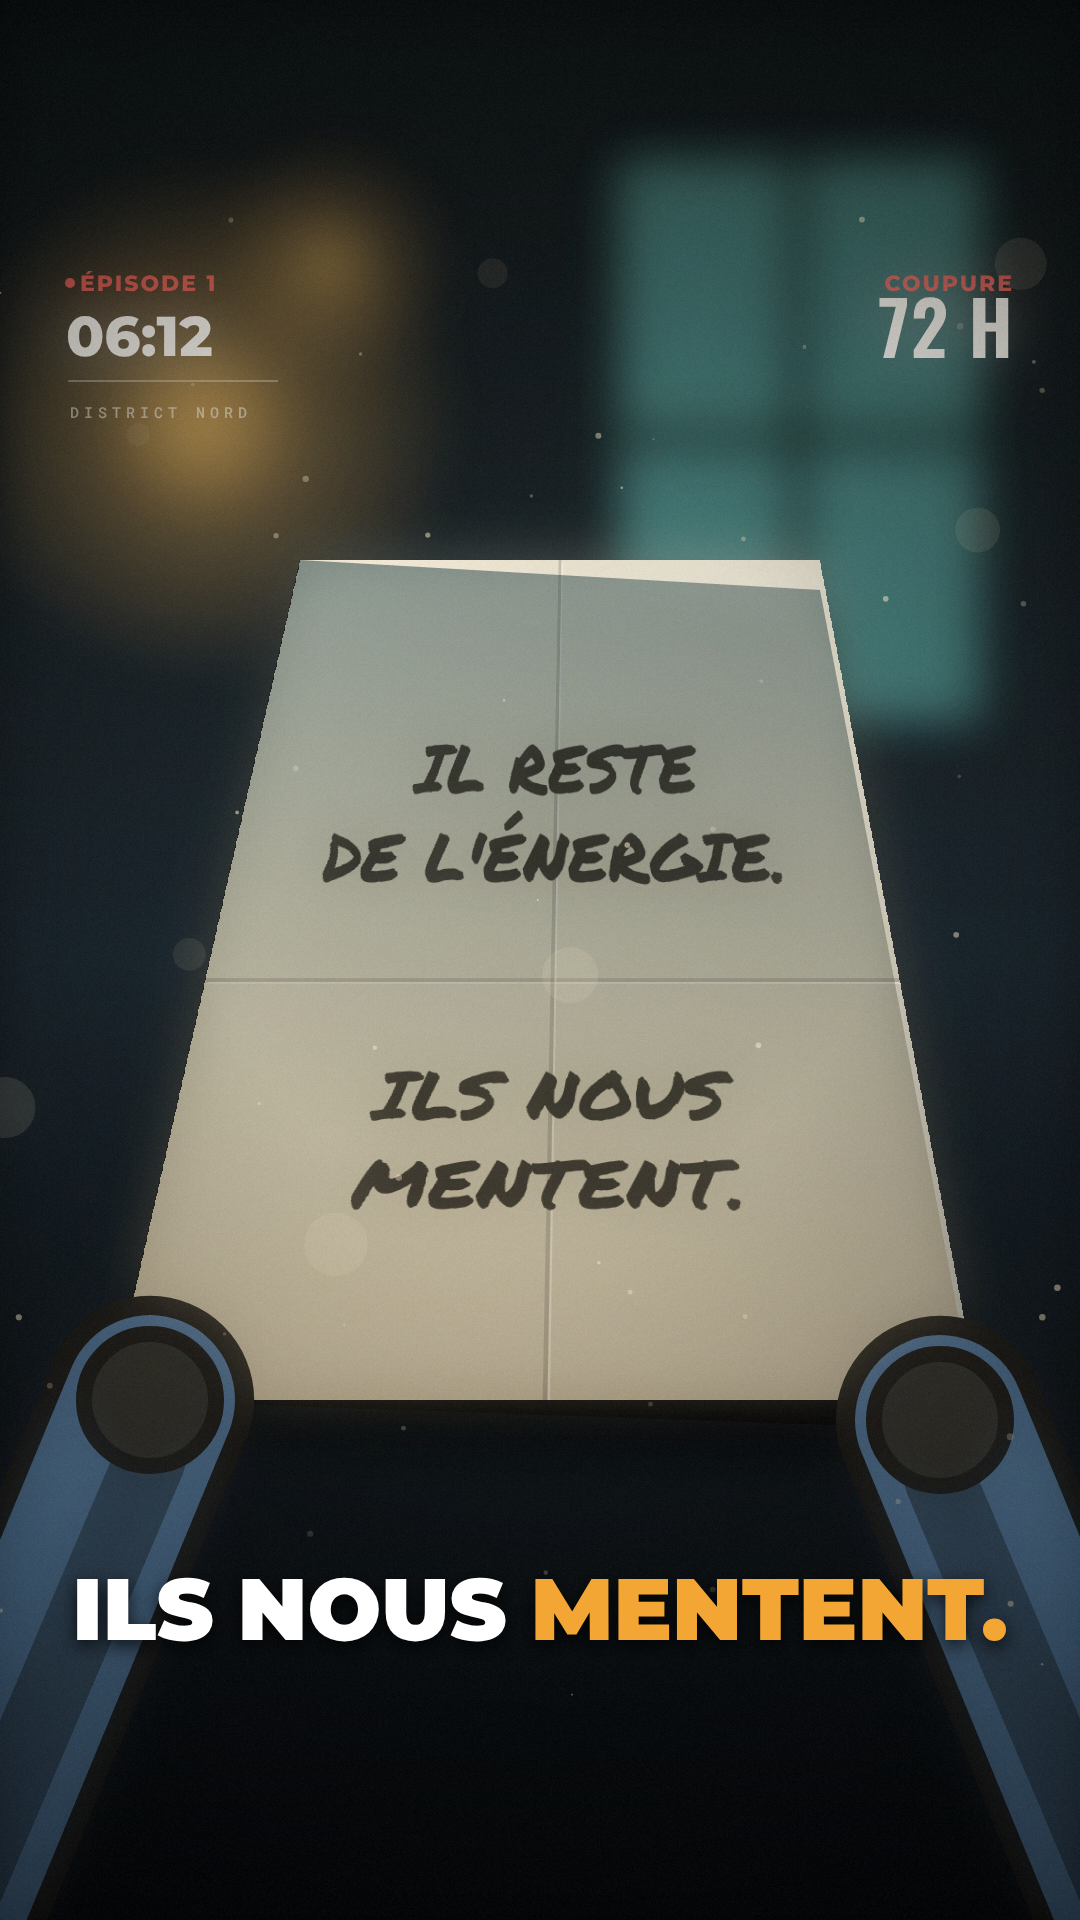 ÉPISODE 1
06:12
DISTRICT NORD
COUPURE
72 H
IL RESTE
DE L'ÉNERGIE.
ILS NOUS
MENTENT.
ILS NOUS MENTENT.